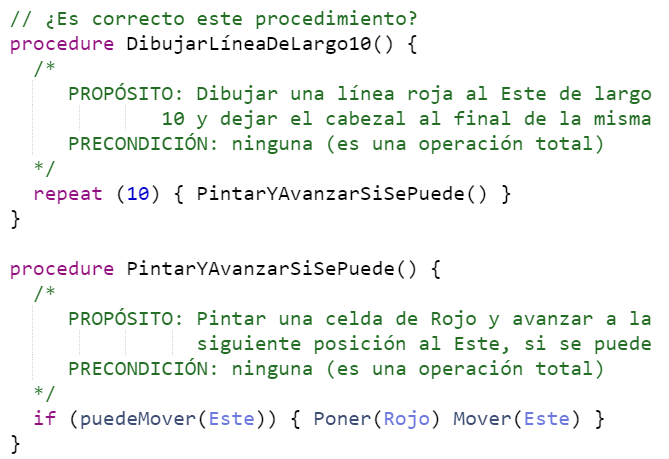 // ¿Es correcto este procedimiento?
procedure DibujarLíneaDeLargo10() {
/*
PROPÓSITO: Dibujar una línea roja al Este de largo
10 y dejar el cabezal al final de la misma
PRECONDICIÓN: ninguna (es una operación total)
*/
repeat (10) { PintarYAvanzarSiSePuede() }
}
procedure PintarYAvanzarSiSePuede() {
/*
PROPÓSITO: Pintar una celda de Rojo y avanzar a la
siguiente posición al Este, si se puede
PRECONDICIÓN: ninguna (es una operación total)
*/
if (puedeMover(Este)) { Poner(Rojo) Mover(Este) }
}